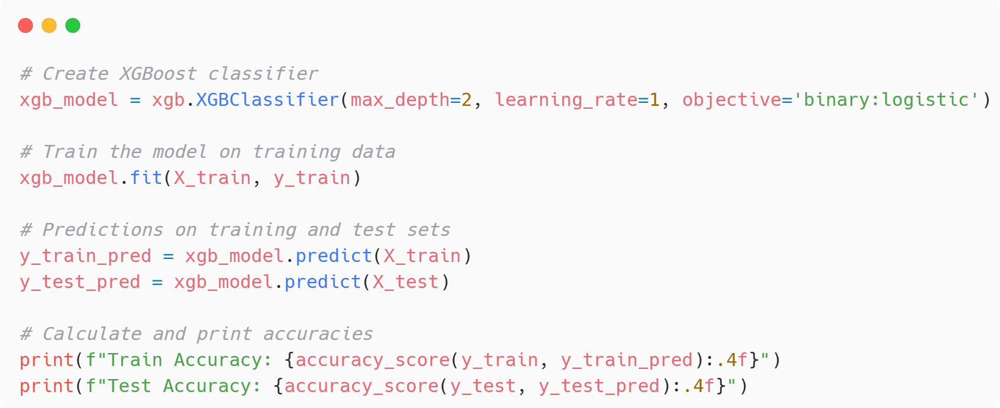 # Create XGBoost classifier
xgb_model = xgb.XGBClassifier(max_depth=2, learning_rate=1, objective='binary:logistic')
# Train the model on training data
xgb_model.fit(X_train, y_train)
# Predictions on training and test sets
y_train_pred = xgb_model.predict(X_train)
y_test_pred = xgb_model.predict(X_test)
# Calculate and print accuracies
print(f"Train Accuracy: {accuracy_score(y_train, y_train_pred):.4f}")
print(f"Test Accuracy: {accuracy_score(y_test, y_test_pred):.4f}")